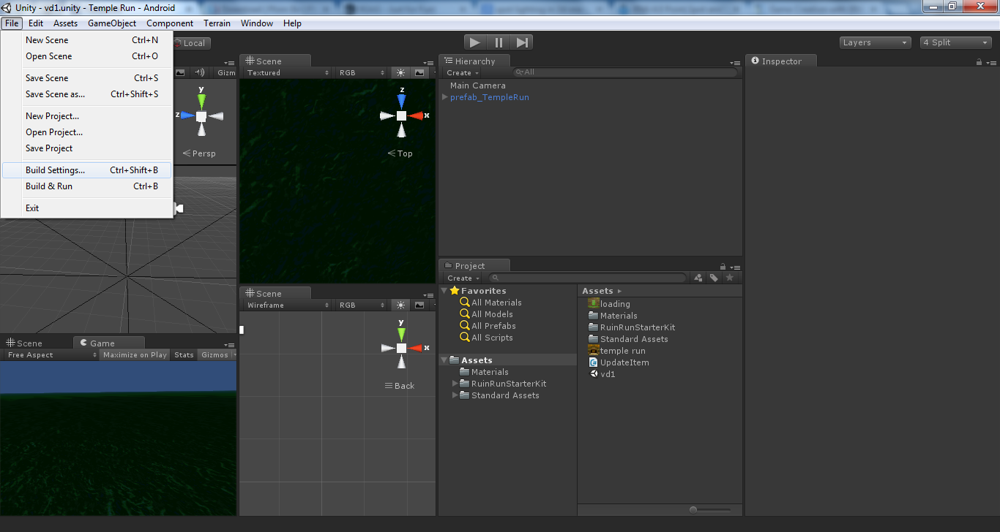 Unity - vd1.unity - Temple Run - Android
File Edit Assets GameObject Component Terrain Window Help
New Scene Ctrl+N
Open Scene Ctrl+O
Save Scene Ctrl+S
Save Scene as... Ctrl+Shift+S
New Project...
Open Project...
Save Project
Build Settings... Ctrl+Shift+B
Build & Run Ctrl+B
Exit
Local
Layers
4 Split
Gizm
y
z
Persp
Scene
Textured RGB
z
x
Top
Scene
Wireframe RGB
y
x
Back
Scene Game
Free Aspect Maximize on Play Stats Gizmos
Hierarchy
Create All
Main Camera
prefab_TempleRun
Project
Create
Favorites
All Materials
All Models
All Prefabs
All Scripts
Assets
Materials
RuinRunStarterKit
Standard Assets
Assets
loading
Materials
RuinRunStarterKit
Standard Assets
temple run
UpdateItem
vd1
Inspector